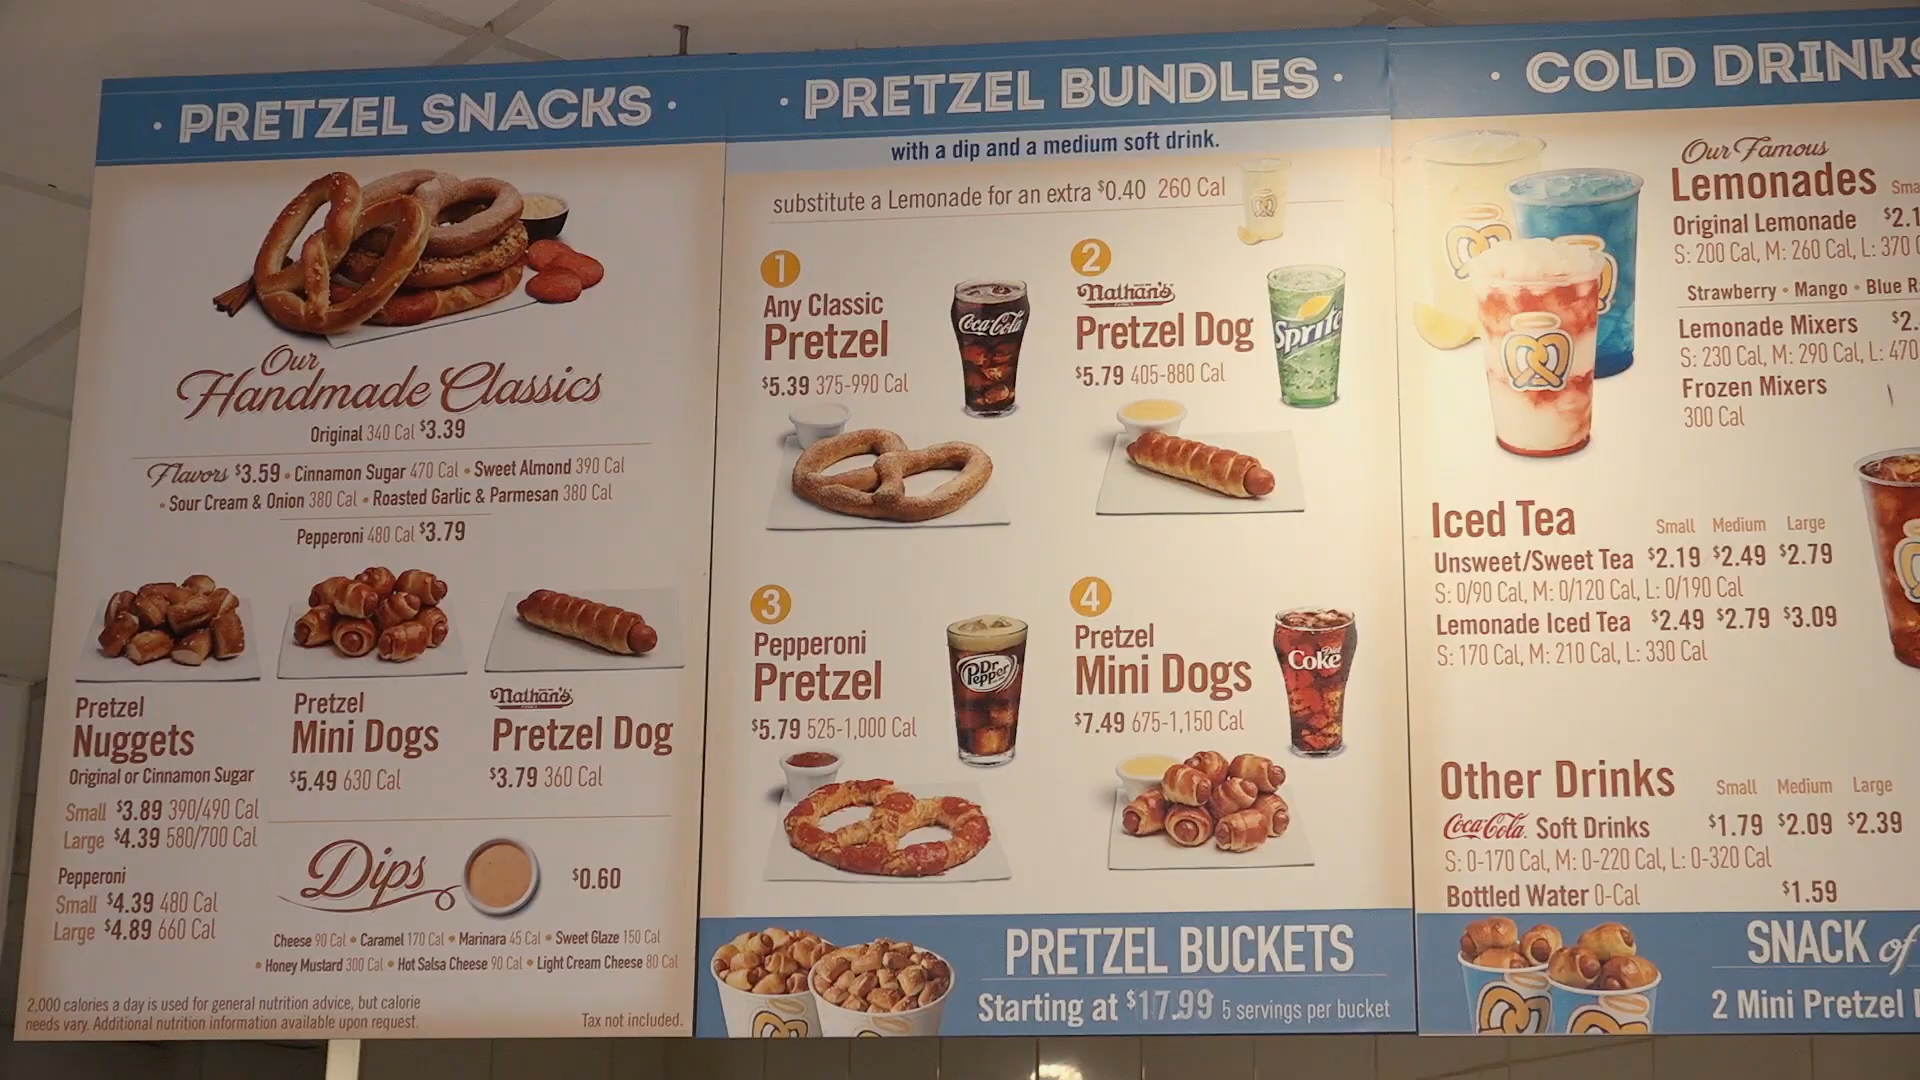 · PRETZEL SNACKS ·
Our
Handmade Classics
Original 340 Cal $3.39
Flavors $3.59 • Cinnamon Sugar 470 Cal • Sweet Almond 390 Cal
• Sour Cream & Onion 380 Cal • Roasted Garlic & Parmesan 380 Cal
Pepperoni 480 Cal $3.79
Pretzel
Nuggets
Original or Cinnamon Sugar
Small $3.89 390/490 Cal
Large $4.39 580/700 Cal
Pepperoni
Small $4.39 480 Cal
Large $4.89 660 Cal
Pretzel
Mini Dogs
$5.49 630 Cal
Nathan's
Pretzel Dog
$3.79 360 Cal
Dips $0.60
Cheese 90 Cal • Caramel 170 Cal • Marinara 45 Cal • Sweet Glaze 150 Cal
• Honey Mustard 300 Cal • Hot Salsa Cheese 90 Cal • Light Cream Cheese 80 Cal
2,000 calories a day is used for general nutrition advice, but calorie
needs vary. Additional nutrition information available upon request.
Tax not included.
· PRETZEL BUNDLES ·
with a dip and a medium soft drink.
substitute a Lemonade for an extra $0.40 260 Cal
1
Any Classic
Pretzel
$5.39 375-990 Cal
Coca-Cola
2
Nathan's
Pretzel Dog
$5.79 405-880 Cal
Sprite
3
Pepperoni
Pretzel
$5.79 525-1,000 Cal
Dr Pepper
4
Pretzel
Mini Dogs
$7.49 675-1,150 Cal
Diet
Coke
PRETZEL BUCKETS
Starting at $17.99 5 servings per bucket
· COLD DRINKS
Our Famous
Lemonades
Original Lemonade $2.1
S: 200 Cal, M: 260 Cal, L: 370
Strawberry • Mango • Blue
Lemonade Mixers $2.
S: 230 Cal, M: 290 Cal, L: 470
Frozen Mixers
300 Cal
Iced Tea Small Medium Large
Unsweet/Sweet Tea $2.19 $2.49 $2.79
S: 0/90 Cal, M: 0/120 Cal, L: 0/190 Cal
Lemonade Iced Tea $2.49 $2.79 $3.09
S: 170 Cal, M: 210 Cal, L: 330 Cal
Other Drinks Small Medium Large
Coca-Cola Soft Drinks $1.79 $2.09 $2.39
S: 0-170 Cal, M: 0-220 Cal, L: 0-320 Cal
Bottled Water 0-Cal $1.59
SNACK of
2 Mini Pretzel